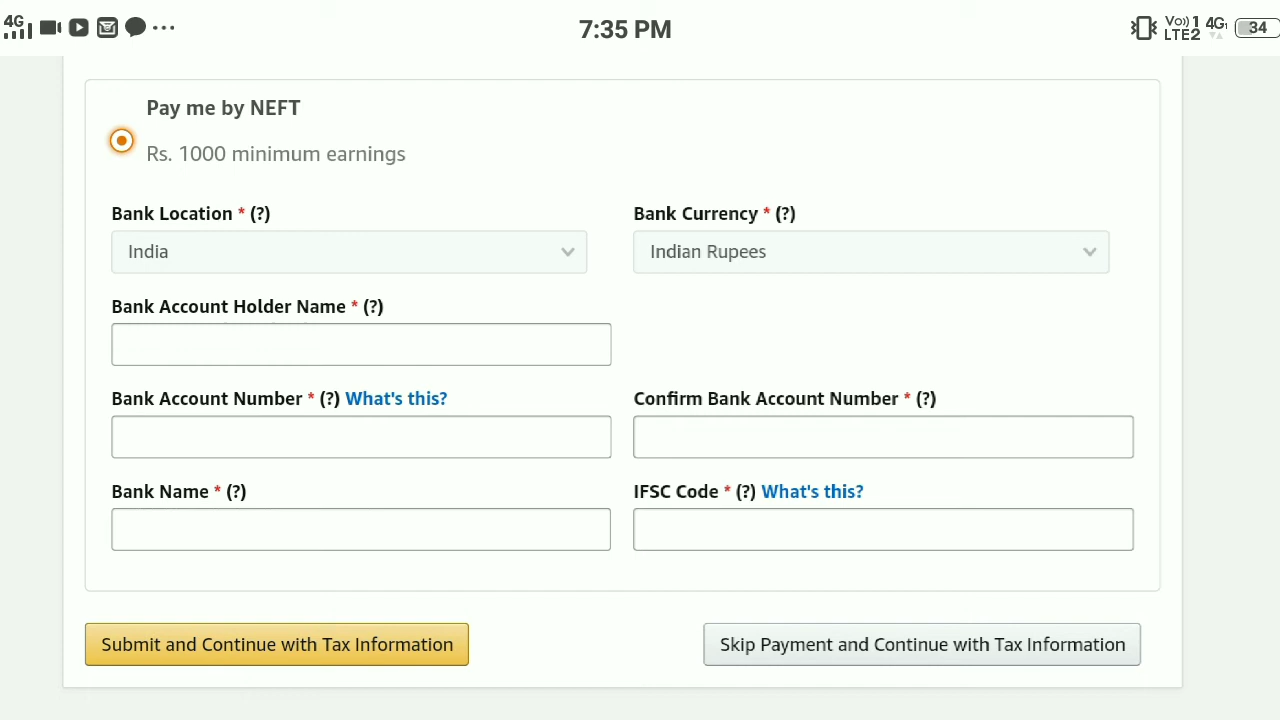 4G 7:35 PM Vo)) 1 4G
LTE2 34
Pay me by NEFT
Rs. 1000 minimum earnings
Bank Location * (?) Bank Currency * (?)
India Indian Rupees
Bank Account Holder Name * (?)
Bank Account Number * (?) What's this? Confirm Bank Account Number * (?)
Bank Name * (?) IFSC Code * (?) What's this?
Submit and Continue with Tax Information Skip Payment and Continue with Tax Information